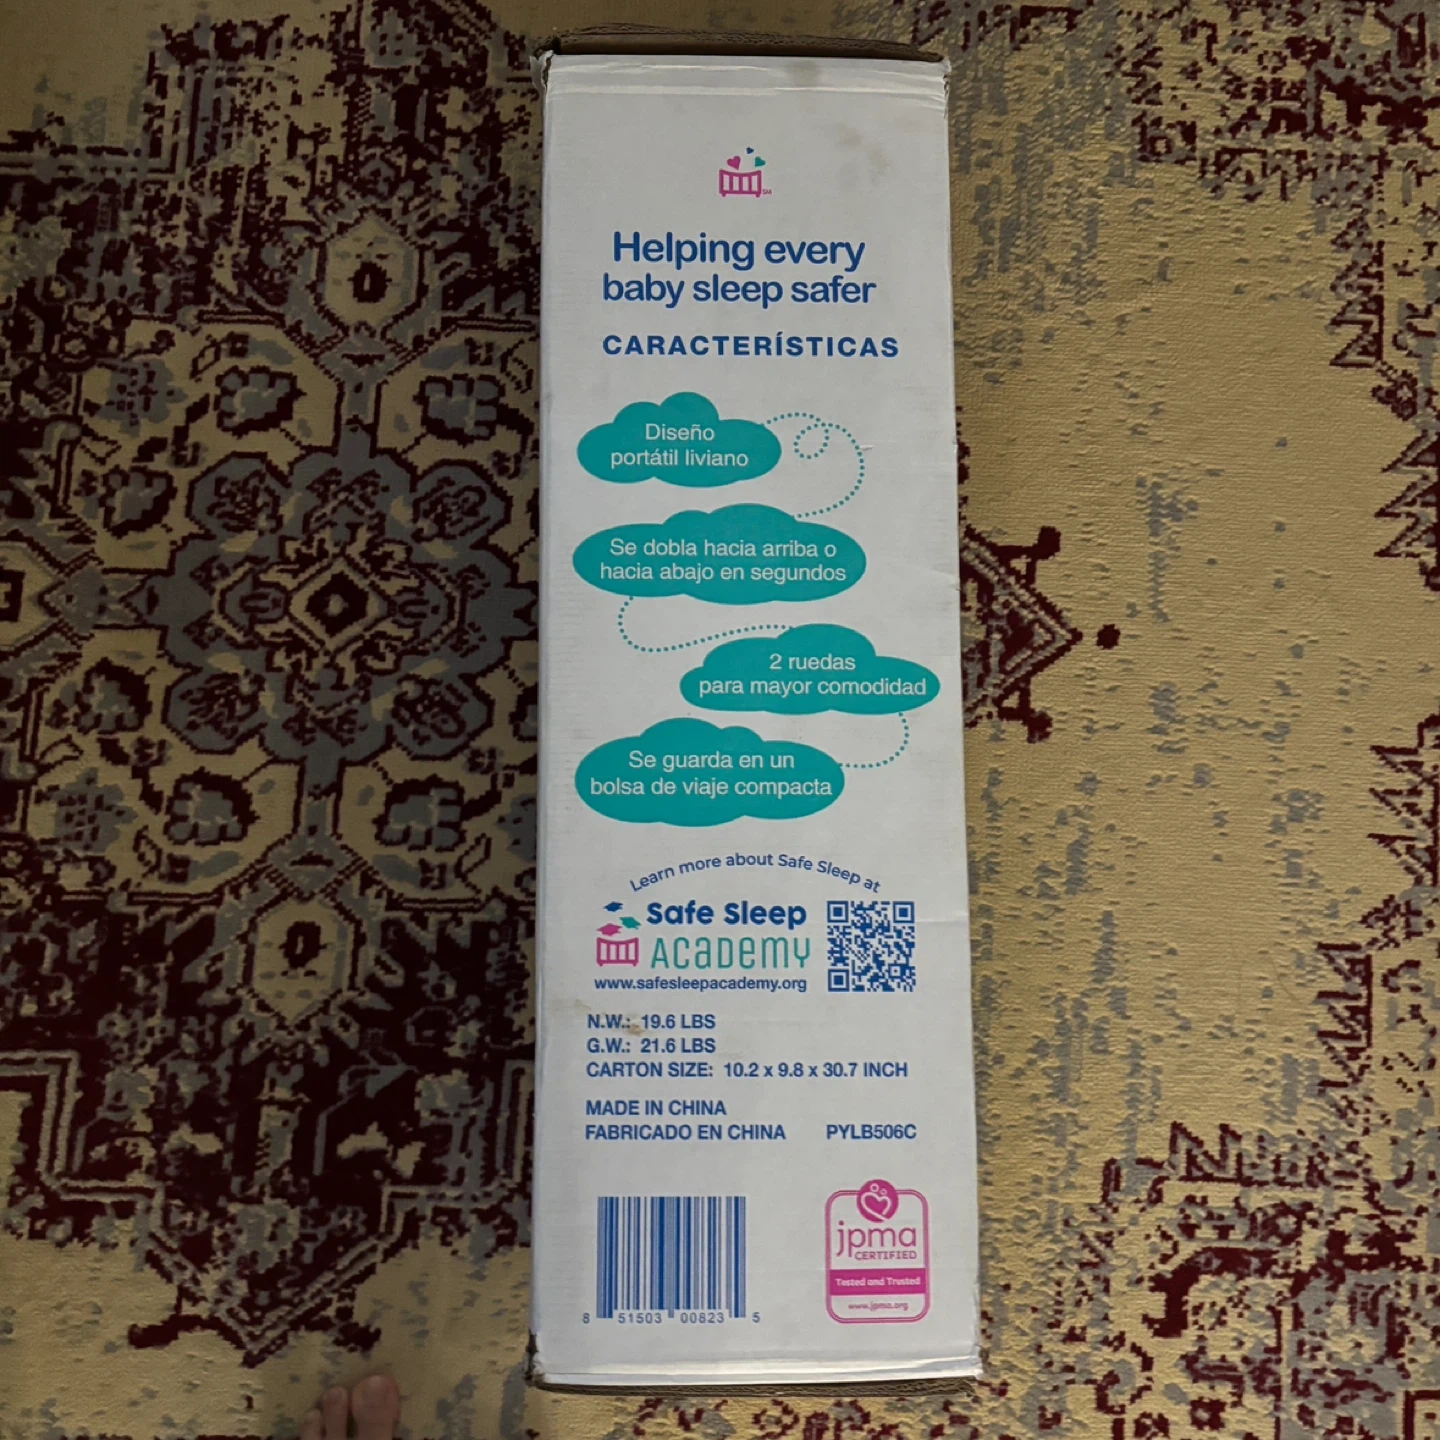 SM
Helping every
baby sleep safer
CARACTERÍSTICAS
Diseño
portátil liviano
Se dobla hacia arriba o
hacia abajo en segundos
2 ruedas
para mayor comodidad
Se guarda en un
bolsa de viaje compacta
Learn more about Safe Sleep at
Safe Sleep
ACADEMY
www.safesleepacademy.org
N.W.: 19.6 LBS
G.W.: 21.6 LBS
CARTON SIZE: 10.2 x 9.8 x 30.7 INCH
MADE IN CHINA
FABRICADO EN CHINA PYLB506C
jpma
CERTIFIED
Tested and Trusted
www.jpma.org
8 51503 00823 5